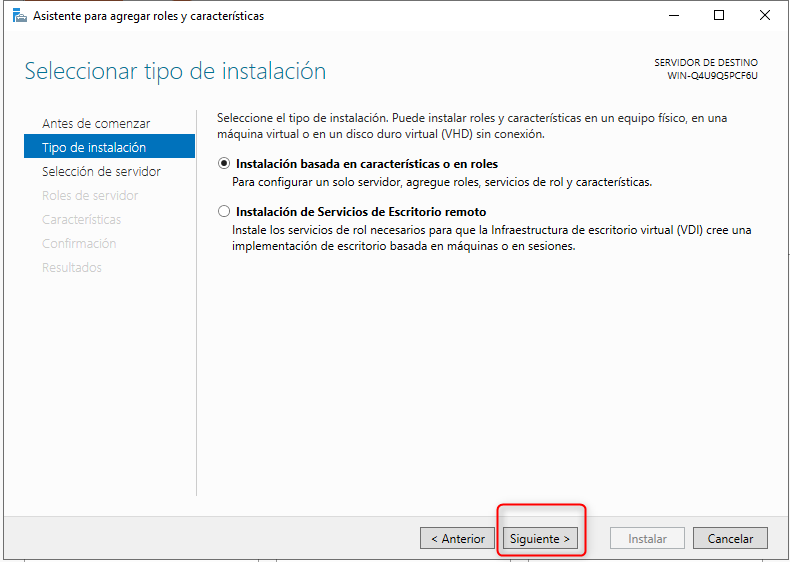 Asistente para agregar roles y características
Seleccionar tipo de instalación
SERVIDOR DE DESTINO
WIN-Q4U9Q5PCF6U
Antes de comenzar
Tipo de instalación
Selección de servidor
Roles de servidor
Características
Confirmación
Resultados
Seleccione el tipo de instalación. Puede instalar roles y características en un equipo físico, en una
máquina virtual o en un disco duro virtual (VHD) sin conexión.
Instalación basada en características o en roles
Para configurar un solo servidor, agregue roles, servicios de rol y características.
Instalación de Servicios de Escritorio remoto
Instale los servicios de rol necesarios para que la Infraestructura de escritorio virtual (VDI) cree una
implementación de escritorio basada en máquinas o en sesiones.
< Anterior
Siguiente >
Instalar
Cancelar